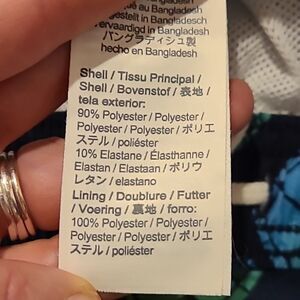 au Bangladesh
gestellt in Bangladesch
vervaardigd in Bangladesh
バングラディシュ製
hecho en Bangladesh
Shell / Tissu Principal /
Shell / Bovenstof / 表地 /
tela exterior:
90% Polyester / Polyester /
Polyester / Polyester / ポリエ
ステル / poliéster
10% Elastane / Élasthanne /
Elastan / Elastaan / ポリウ
レタン / elastano
Lining / Doublure / Futter
/ Voering / 裏地 / forro:
100% Polyester / Polyester /
Polyester / Polyester / ポリエ
ステル / poliéster